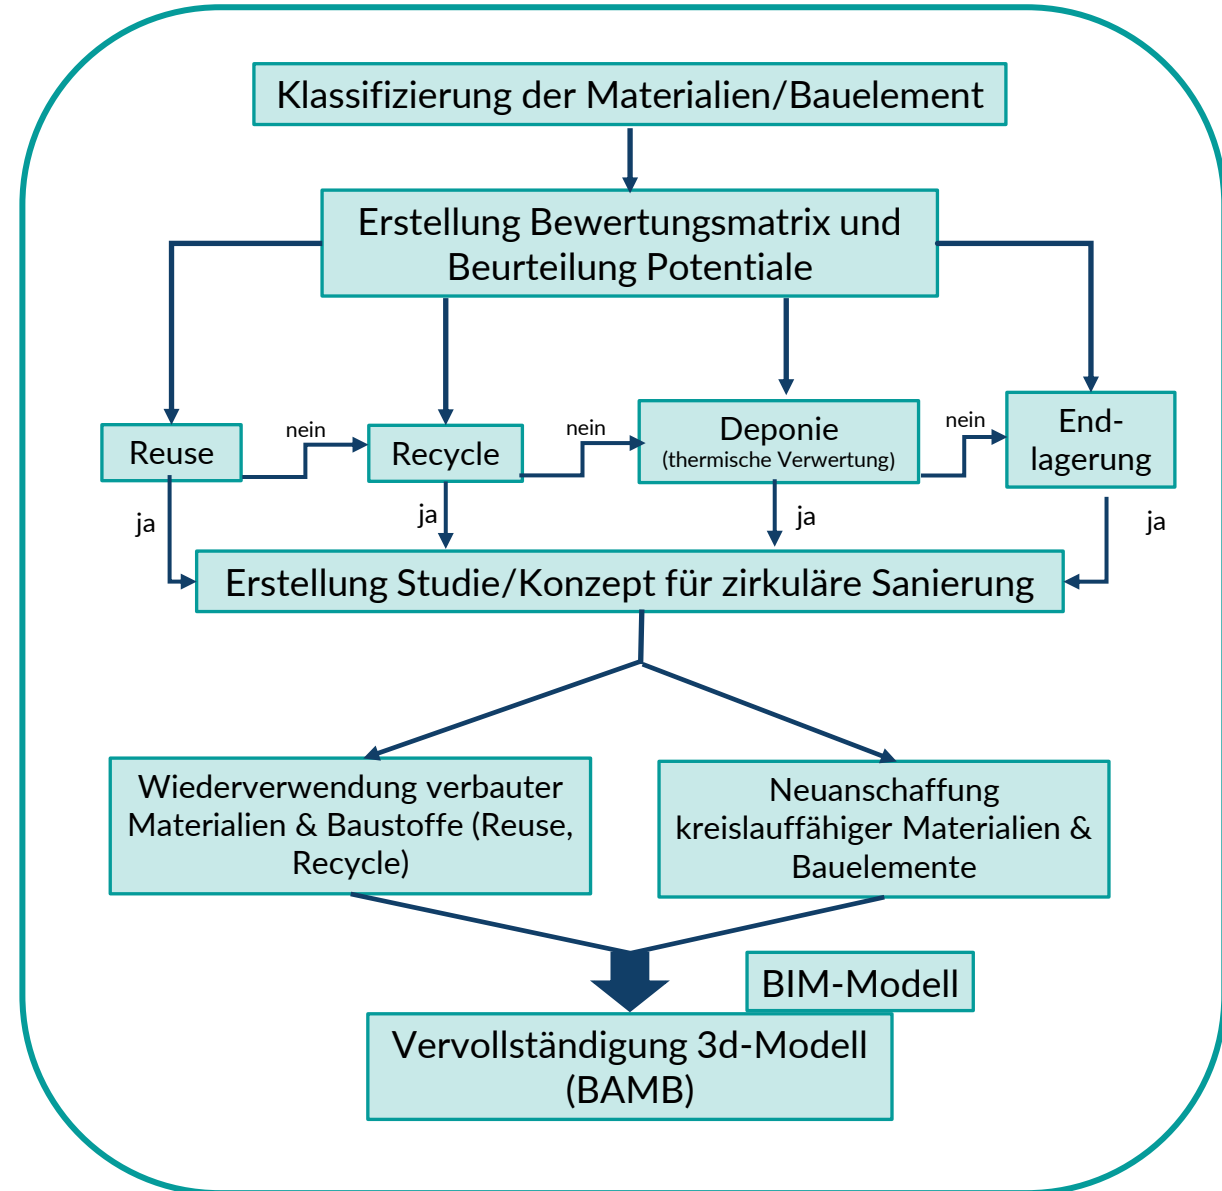 Klassifizierung der Materialien/Bauelement
Erstellung Bewertungsmatrix und
Beurteilung Potentiale
Reuse
nein
Recycle
nein
Deponie
(thermische Verwertung)
nein
End-
lagerung
ja
ja
ja
ja
Erstellung Studie/Konzept für zirkuläre Sanierung
Wiederverwendung verbauter
Materialien & Baustoffe (Reuse,
Recycle)
Neuanschaffung
kreislauffähiger Materialien &
Bauelemente
BIM-Modell
Vervollständigung 3d-Modell
(BAMB)